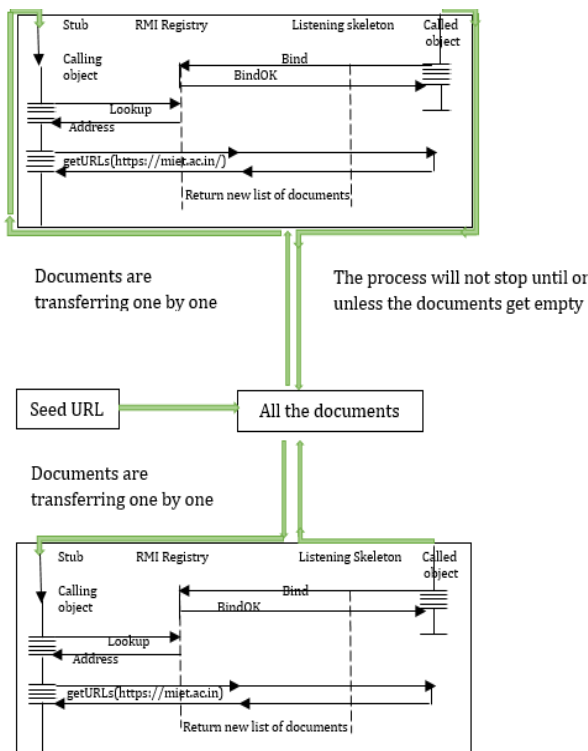 Stub RMI Registry Listening skeleton Called
object
Calling
object
Bind
BindOK
Lookup
Address
getURLs(https://miet.ac.in/)
Return new list of documents
Documents are
transferring one by one
The process will not stop until or
unless the documents get empty
Seed URL
All the documents
Documents are
transferring one by one
Stub RMI Registry Listening Skeleton Called
object
Calling
object
Bind
BindOK
Lookup
Address
getURLs(https://miet.ac.in)
Return new list of documents